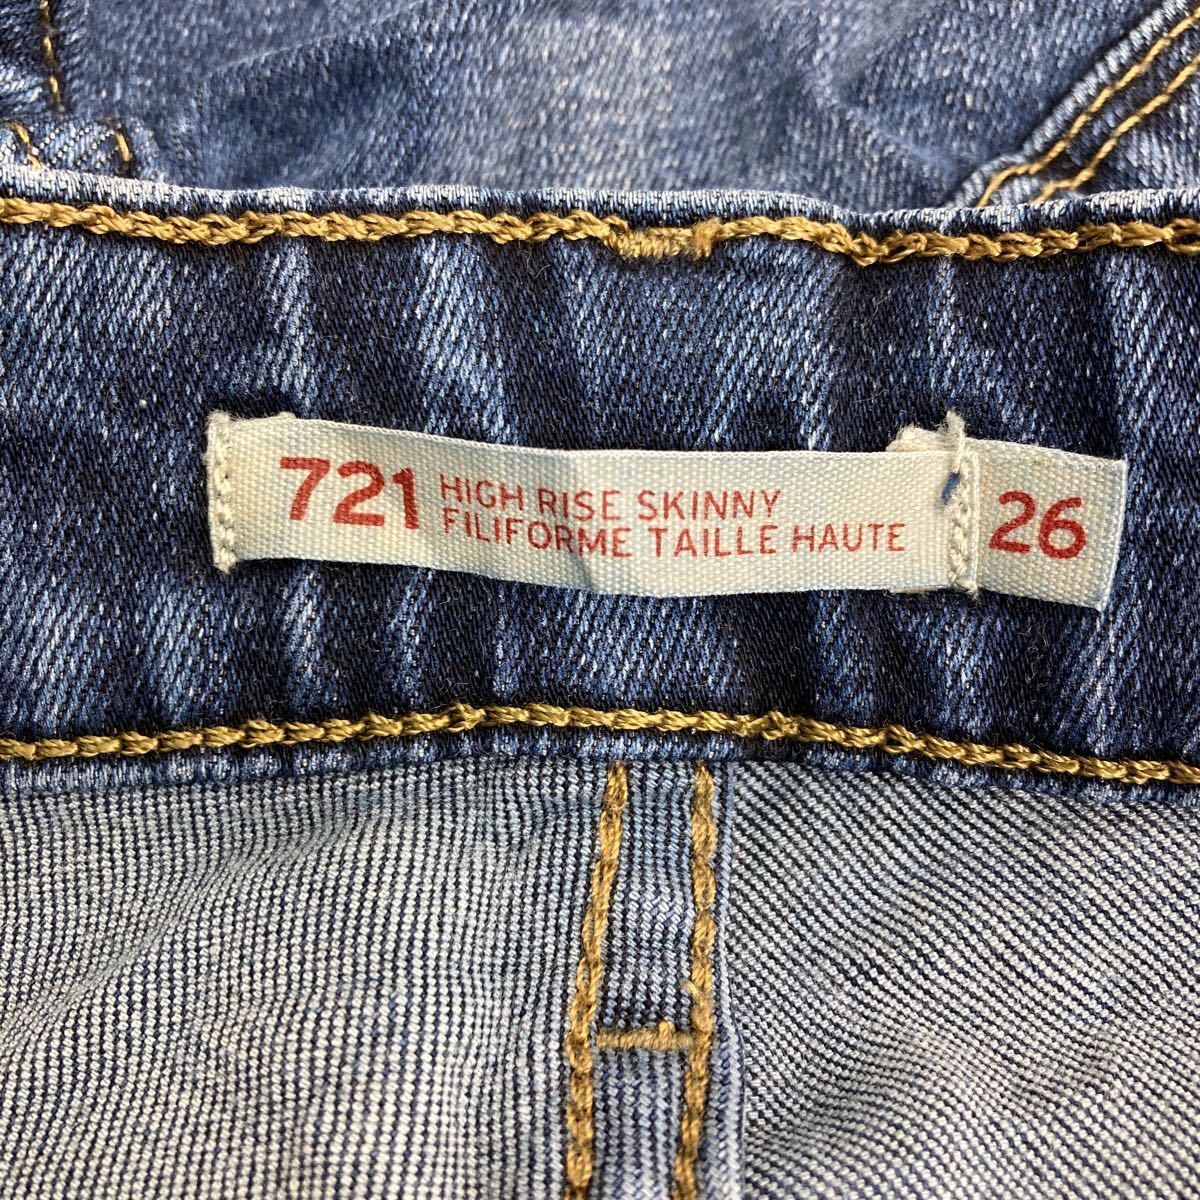 721 HIGH RISE SKINNY
FILIFORME TAILLE HAUTE
26